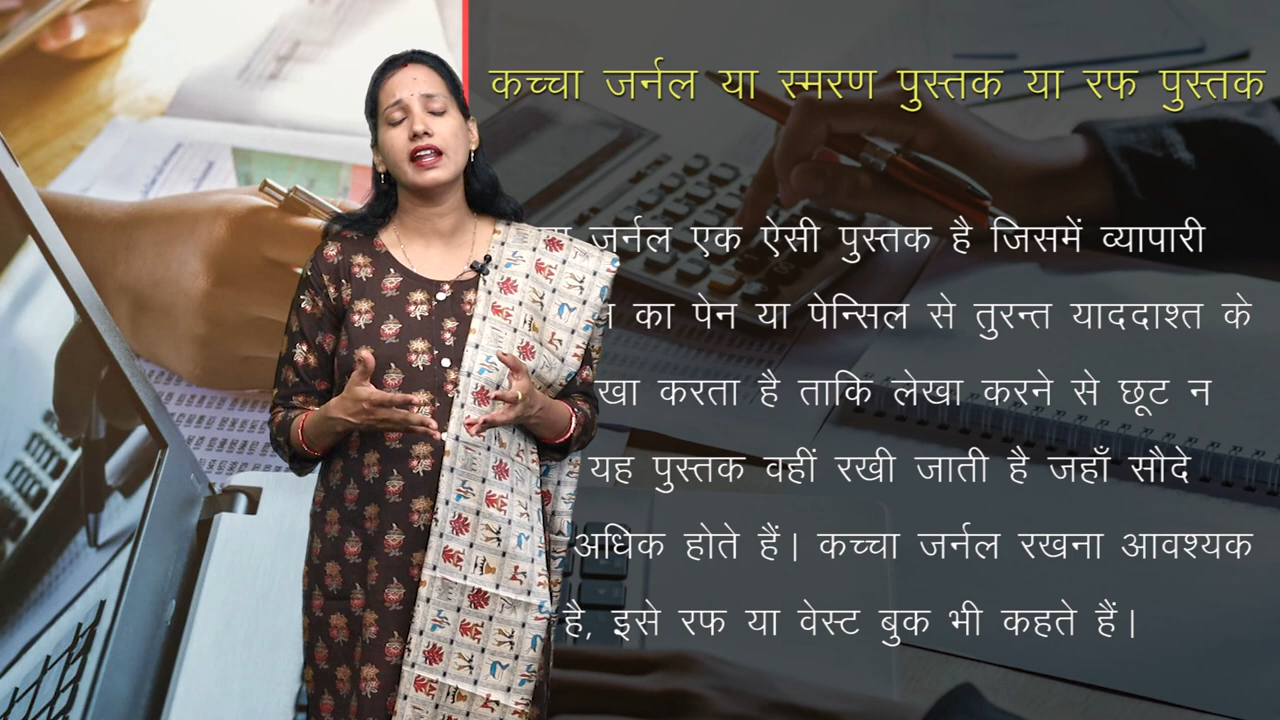 कच्चा जर्नल या स्मरण पुस्तक या रफ पुस्तक
जर्नल एक ऐसी पुस्तक है जिसमें व्यापारी
का पेन या पेन्सिल से तुरन्त याददाश्त के
करता है ताकि लेखा करने से छूट न
यह पुस्तक वहीं रखी जाती है जहाँ सौदे
अधिक होते हैं। कच्चा जर्नल रखना आवश्यक
है, इसे रफ या वेस्ट बुक भी कहते हैं।